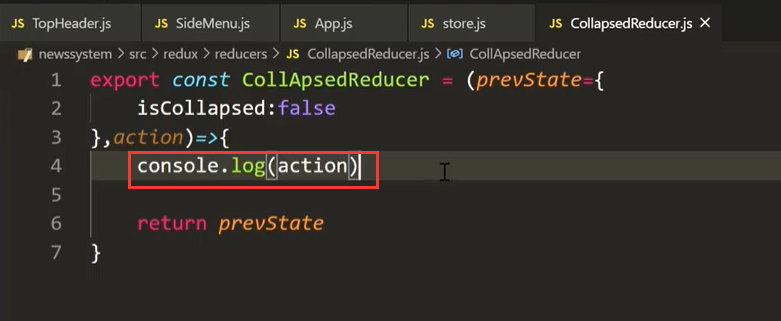 JS TopHeader.js JS SideMenu.js JS App.js JS store.js JS CollapsedReducer.js ×
newssystem > src > redux > reducers > JS CollapsedReducer.js > CollApsedReducer
1 export const CollApsedReducer = (prevState={
2     isCollapsed:false
3 },action)=>{
4     console.log(action)
5
6     return prevState
7 }